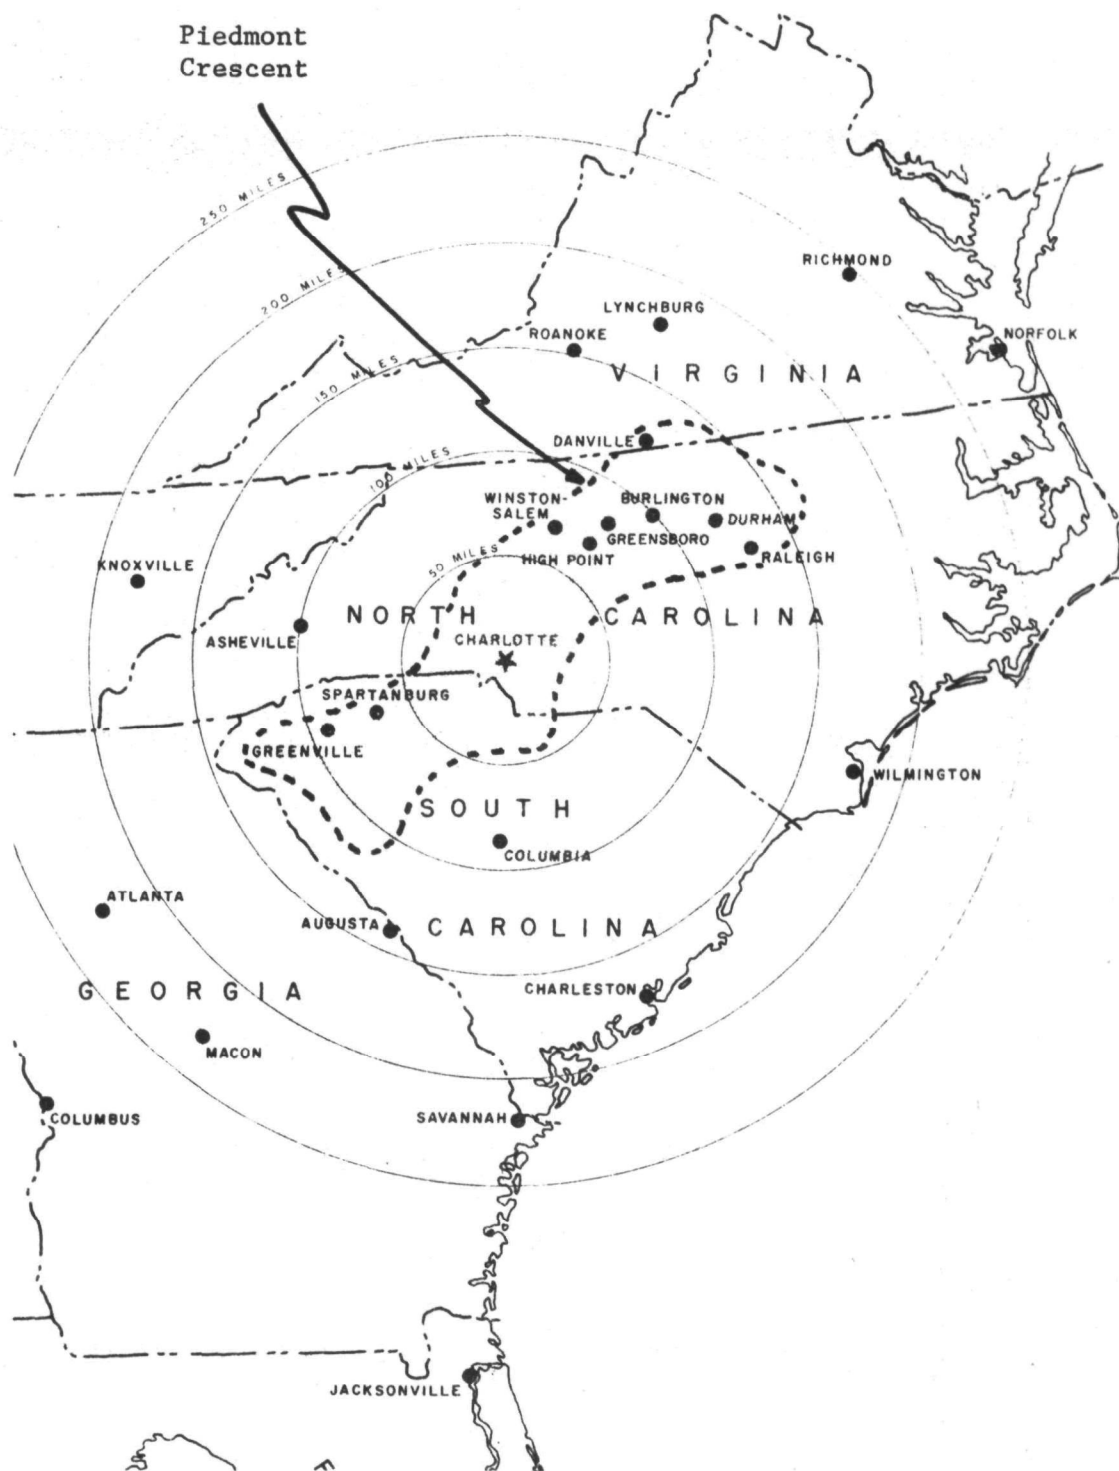 Piedmont
Crescent
250 MILES
200 MILES
150 MILES
100 MILES
50 MILES
RICHMOND
LYNCHBURG
ROANOKE
NORFOLK
VIRGINIA
DANVILLE
WINSTON-
SALEM
BURLINGTON
DURHAM
GREENSBORO
HIGH POINT
RALEIGH
KNOXVILLE
NORTH CAROLINA
ASHEVILLE
CHARLOTTE
SPARTANBURG
GREENVILLE
WILMINGTON
SOUTH
COLUMBIA
ATLANTA
AUGUSTA
CAROLINA
GEORGIA
CHARLESTON
MACON
COLUMBUS
SAVANNAH
JACKSONVILLE